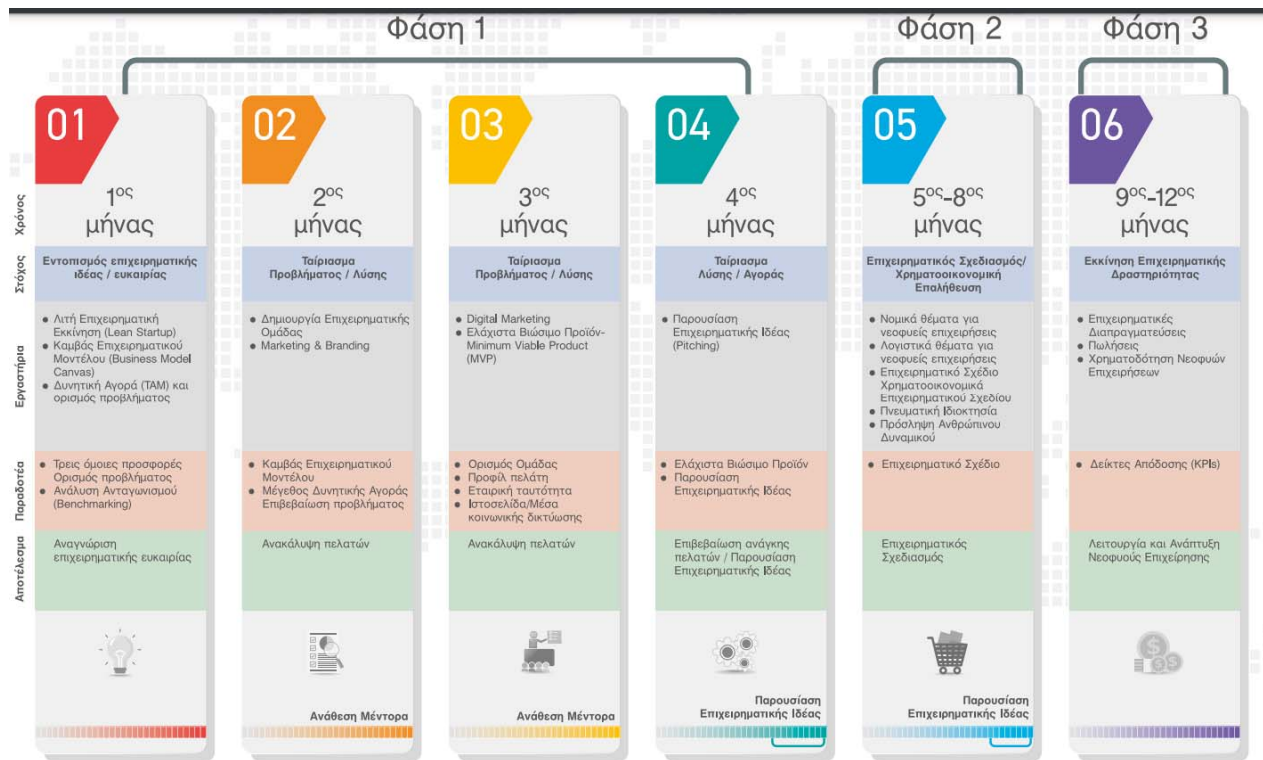 Φάση 1
Φάση 2
Φάση 3
Χρόνος
Στόχος
Εργαστήρια
Παραδοτέα
Αποτέλεσμα
01
1ος
μήνας
Εντοπισμός επιχειρηματικής
ιδέας / ευκαιρίας
● Λιτή Επιχειρηματική
Εκκίνηση (Lean Startup)
● Καμβάς Επιχειρηματικού
Μοντέλου (Business Model
Canvas)
● Δυνητική Αγορά (TAM) και
ορισμός προβλήματος
● Τρεις όμοιες προσφορές
Ορισμός προβλήματος
● Ανάλυση Ανταγωνισμού
(Benchmarking)
Αναγνώριση
επιχειρηματικής ευκαιρίας
02
2ος
μήνας
Ταίριασμα
Προβλήματος / Λύσης
● Δημιουργία Επιχειρηματικής
Ομάδας
● Marketing & Branding
● Καμβάς Επιχειρηματικού
Μοντέλου
● Μέγεθος Δυνητικής Αγοράς
Επιβεβαίωση προβλήματος
Ανακάλυψη πελατών
Ανάθεση Μέντορα
03
3ος
μήνας
Ταίριασμα
Προβλήματος / Λύσης
● Digital Marketing
● Ελάχιστα Βιώσιμο Προϊόν-
Minimum Viable Product
(MVP)
● Ορισμός Ομάδας
● Προφίλ πελάτη
● Εταιρική ταυτότητα
● Ιστοσελίδα/Μέσα
κοινωνικής δικτύωσης
Ανακάλυψη πελατών
Ανάθεση Μέντορα
04
4ος
μήνας
Ταίριασμα
Λύσης / Αγοράς
● Παρουσίαση
Επιχειρηματικής Ιδέας
(Pitching)
● Ελάχιστα Βιώσιμο Προϊόν
● Παρουσίαση
Επιχειρηματικής Ιδέας
Επιβεβαίωση ανάγκης
πελατών / Παρουσίαση
Επιχειρηματικής Ιδέας
Παρουσίαση
Επιχειρηματικής Ιδέας
05
5ος-8ος
μήνας
Επιχειρηματικός Σχεδιασμός/
Χρηματοοικονομική
Επαλήθευση
● Νομικά θέματα για
νεοφυείς επιχειρήσεις
● Λογιστικά θέματα για
νεοφυείς επιχειρήσεις
● Επιχειρηματικό Σχέδιο
Χρηματοοικονομικά
Επιχειρηματικού Σχεδίου
● Πνευματική Ιδιοκτησία
● Πρόσληψη Ανθρώπινου
Δυναμικού
● Επιχειρηματικό Σχέδιο
Επιχειρηματικός
Σχεδιασμός
Παρουσίαση
Επιχειρηματικής Ιδέας
06
9ος-12ος
μήνας
Εκκίνηση Επιχειρηματικής
Δραστηριότητας
● Επιχειρηματικές
Διαπραγματεύσεις
● Πωλήσεις
● Χρηματοδότηση Νεοφυών
Επιχειρήσεων
● Δείκτες Απόδοσης (KPIs)
Λειτουργία και Ανάπτυξη
Νεοφυούς Επιχείρησης